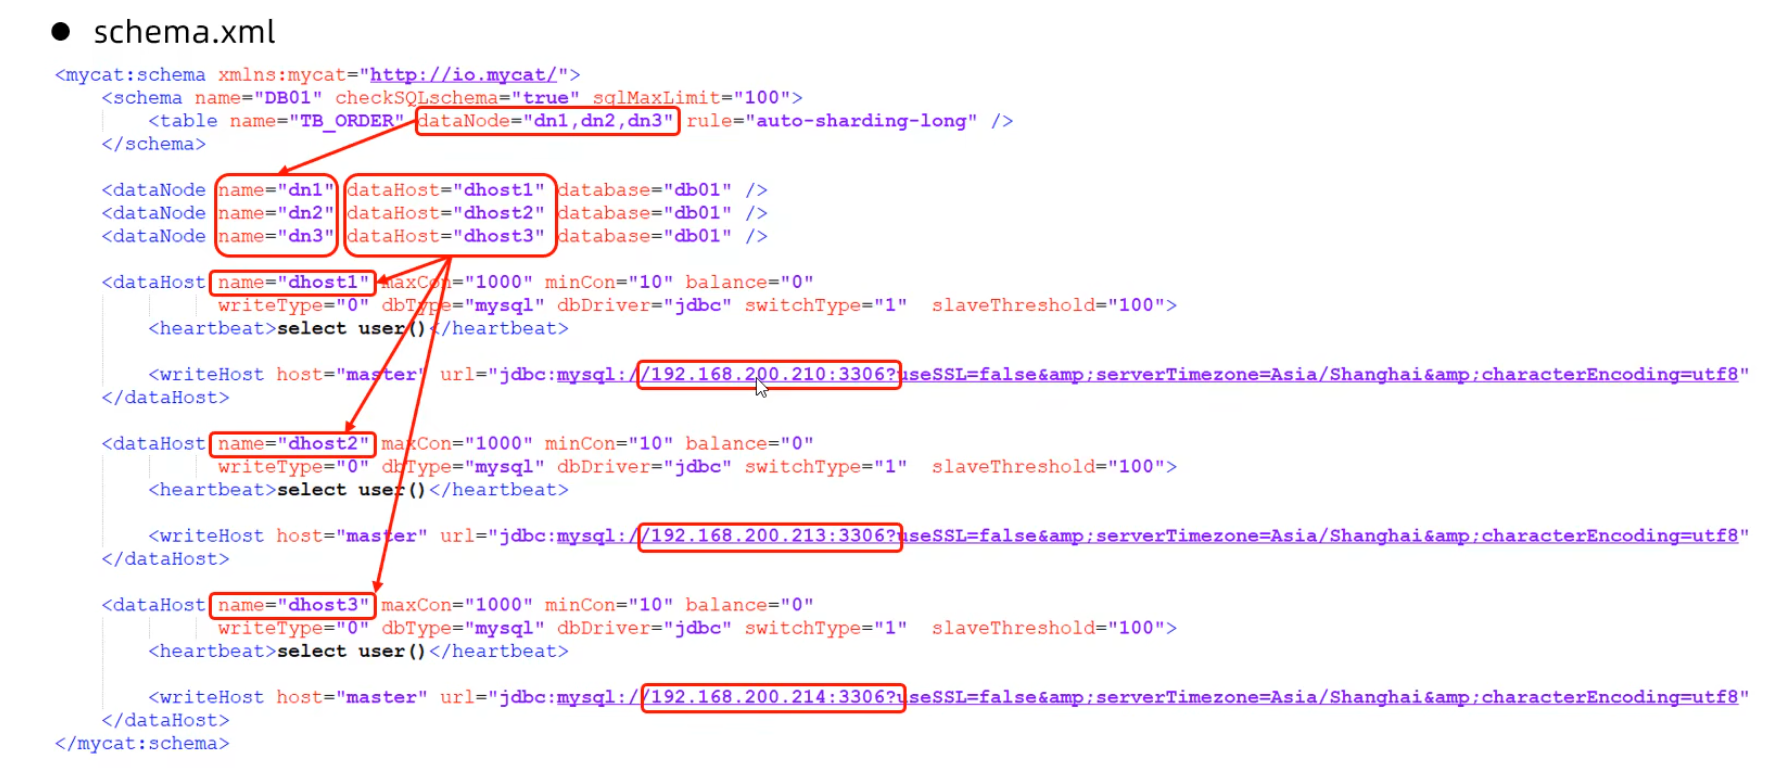 ● schema.xml
<mycat:schema xmlns:mycat="http://io.mycat/">
<schema name="DB01" checkSQLschema="true" sqlMaxLimit="100">
<table name="TB_ORDER" dataNode="dn1,dn2,dn3" rule="auto-sharding-long" />
</schema>
<dataNode name="dn1" dataHost="dhost1" database="db01" />
<dataNode name="dn2" dataHost="dhost2" database="db01" />
<dataNode name="dn3" dataHost="dhost3" database="db01" />
<dataHost name="dhost1" maxCon="1000" minCon="10" balance="0"
writeType="0" dbType="mysql" dbDriver="jdbc" switchType="1" slaveThreshold="100">
<heartbeat>select user()</heartbeat>
<writeHost host="master" url="jdbc:mysql://192.168.200.210:3306?useSSL=false&amp;serverTimezone=Asia/Shanghai&amp;characterEncoding=utf8"
</dataHost>
<dataHost name="dhost2" maxCon="1000" minCon="10" balance="0"
writeType="0" dbType="mysql" dbDriver="jdbc" switchType="1" slaveThreshold="100">
<heartbeat>select user()</heartbeat>
<writeHost host="master" url="jdbc:mysql://192.168.200.213:3306?useSSL=false&amp;serverTimezone=Asia/Shanghai&amp;characterEncoding=utf8"
</dataHost>
<dataHost name="dhost3" maxCon="1000" minCon="10" balance="0"
writeType="0" dbType="mysql" dbDriver="jdbc" switchType="1" slaveThreshold="100">
<heartbeat>select user()</heartbeat>
<writeHost host="master" url="jdbc:mysql://192.168.200.214:3306?useSSL=false&amp;serverTimezone=Asia/Shanghai&amp;characterEncoding=utf8"
</dataHost>
</mycat:schema>